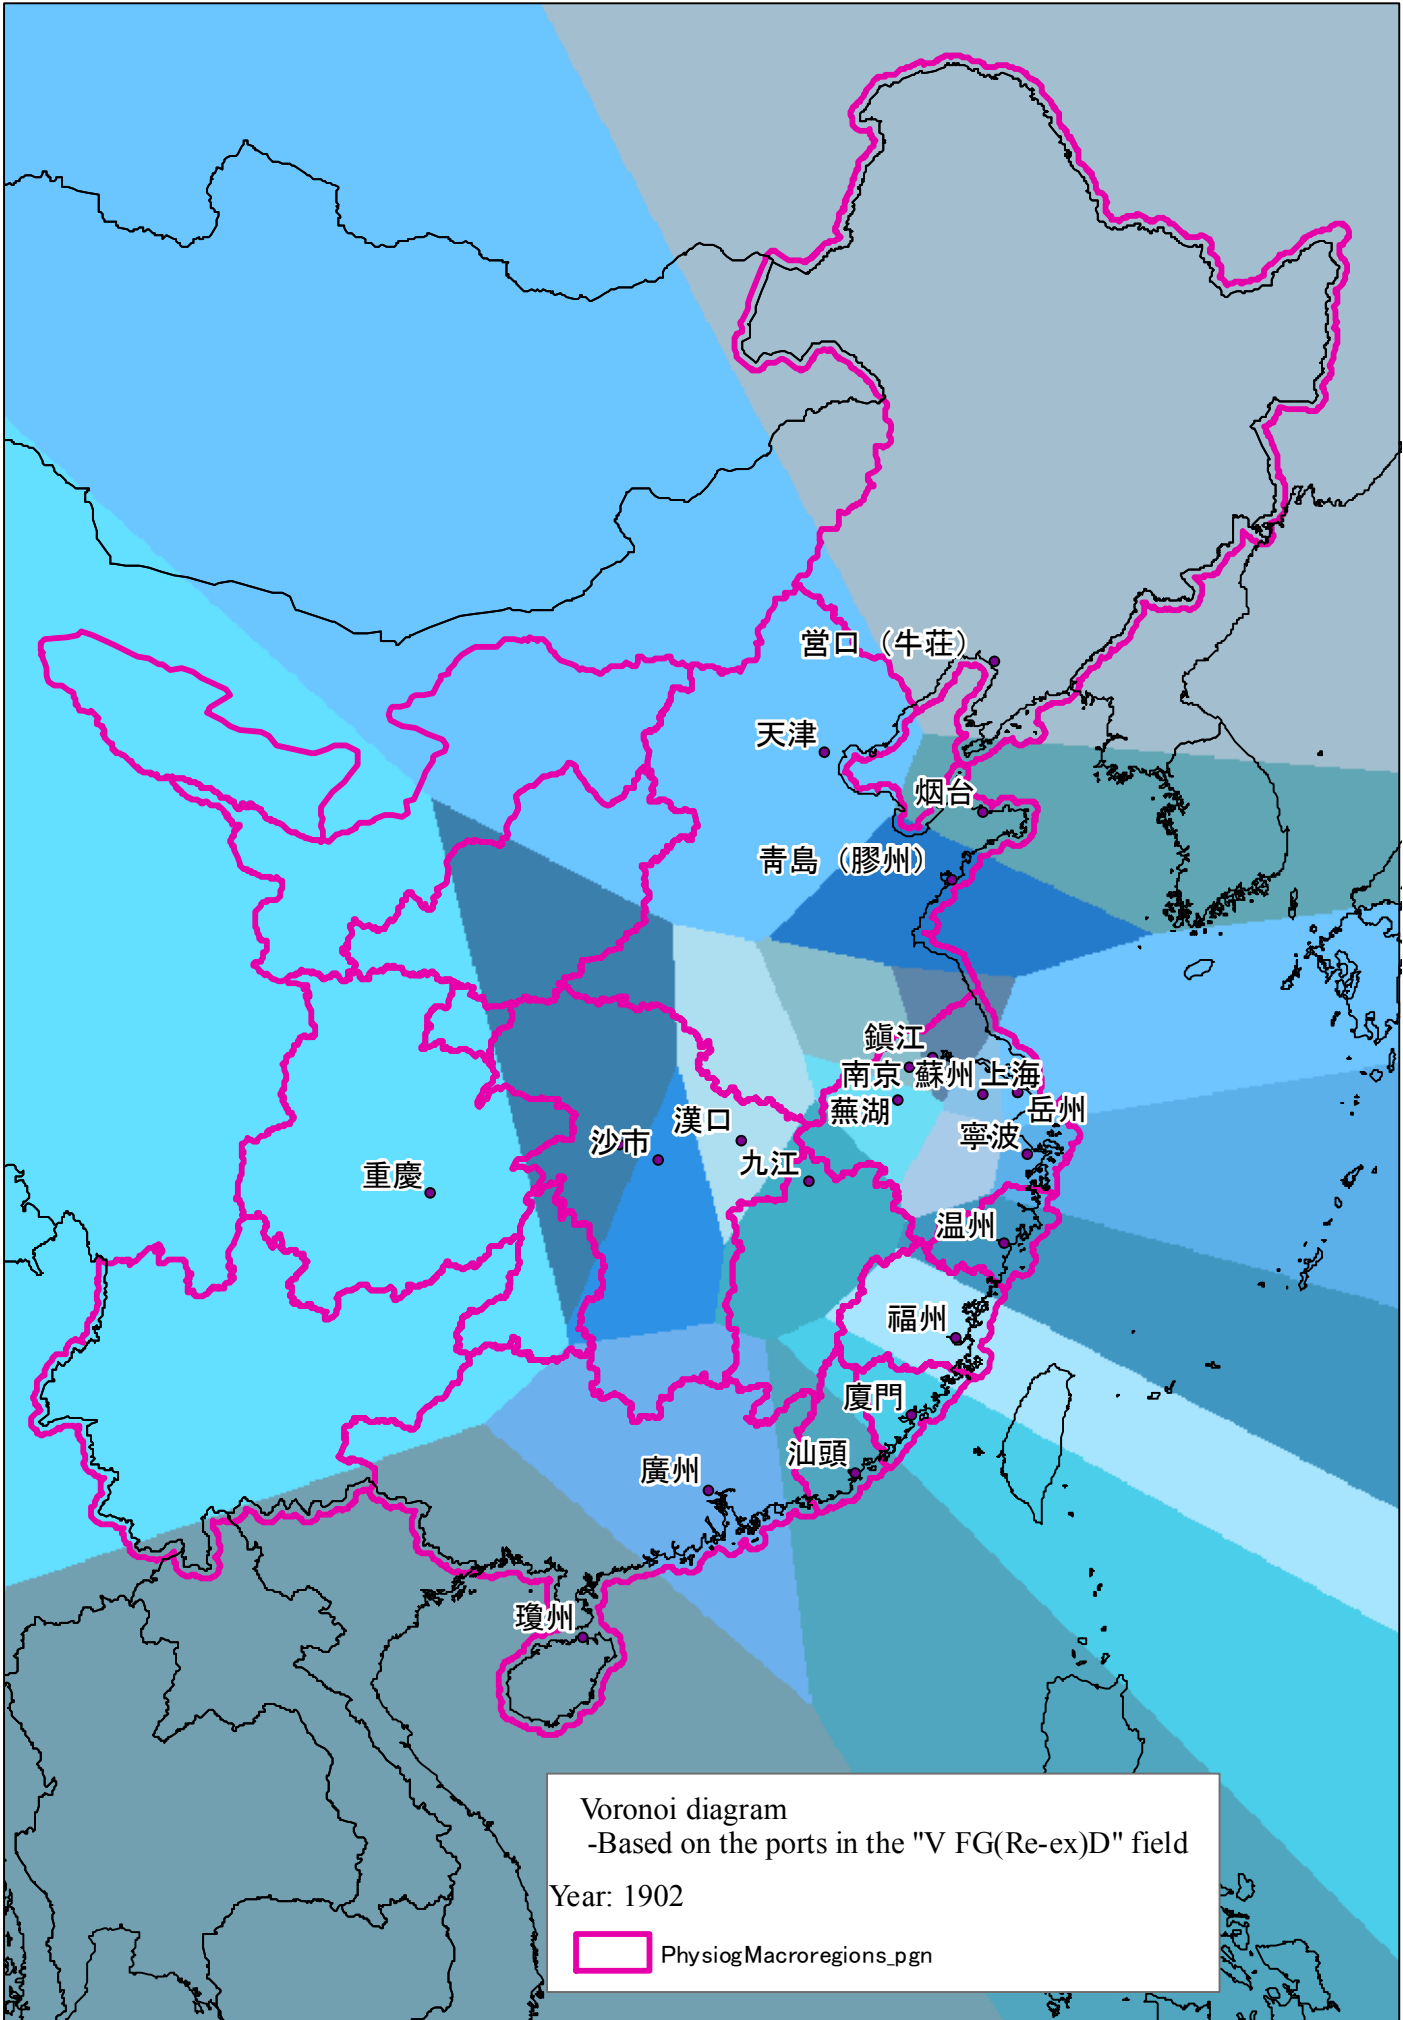 営口（牛荘）
天津
烟台
青島（膠州）
鎮江
南京
蘇州
上海
蕪湖
岳州
漢口
寧波
沙市
九江
重慶
温州
福州
廈門
汕頭
廣州
瓊州
Voronoi diagram
-Based on the ports in the "V FG(Re-ex)D" field
Year: 1902
PhysiogMacroregions_pgn